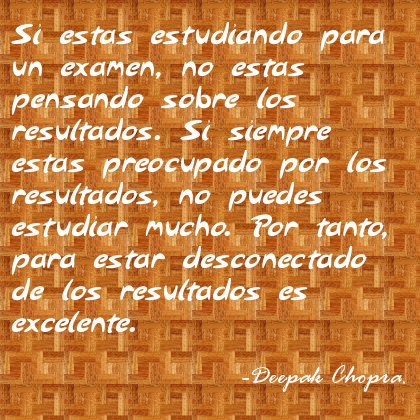 Si estas estudiando para
un examen, no estas
pensando sobre los
resultados. Si siempre
estas preocupado por los
resultados, no puedes
estudiar mucho. Por tanto,
para estar desconectado
de los resultados es
excelente.
-Deepak Chopra.